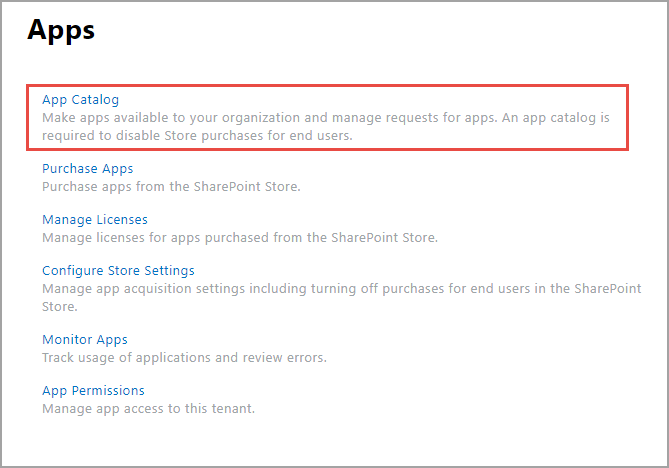 Apps
App Catalog
Make apps available to your organization and manage requests for apps. An app catalog is
required to disable Store purchases for end users.
Purchase Apps
Purchase apps from the SharePoint Store.
Manage Licenses
Manage licenses for apps purchased from the SharePoint Store.
Configure Store Settings
Manage app acquisition settings including turning off purchases for end users in the SharePoint
Store.
Monitor Apps
Track usage of applications and review errors.
App Permissions
Manage app access to this tenant.